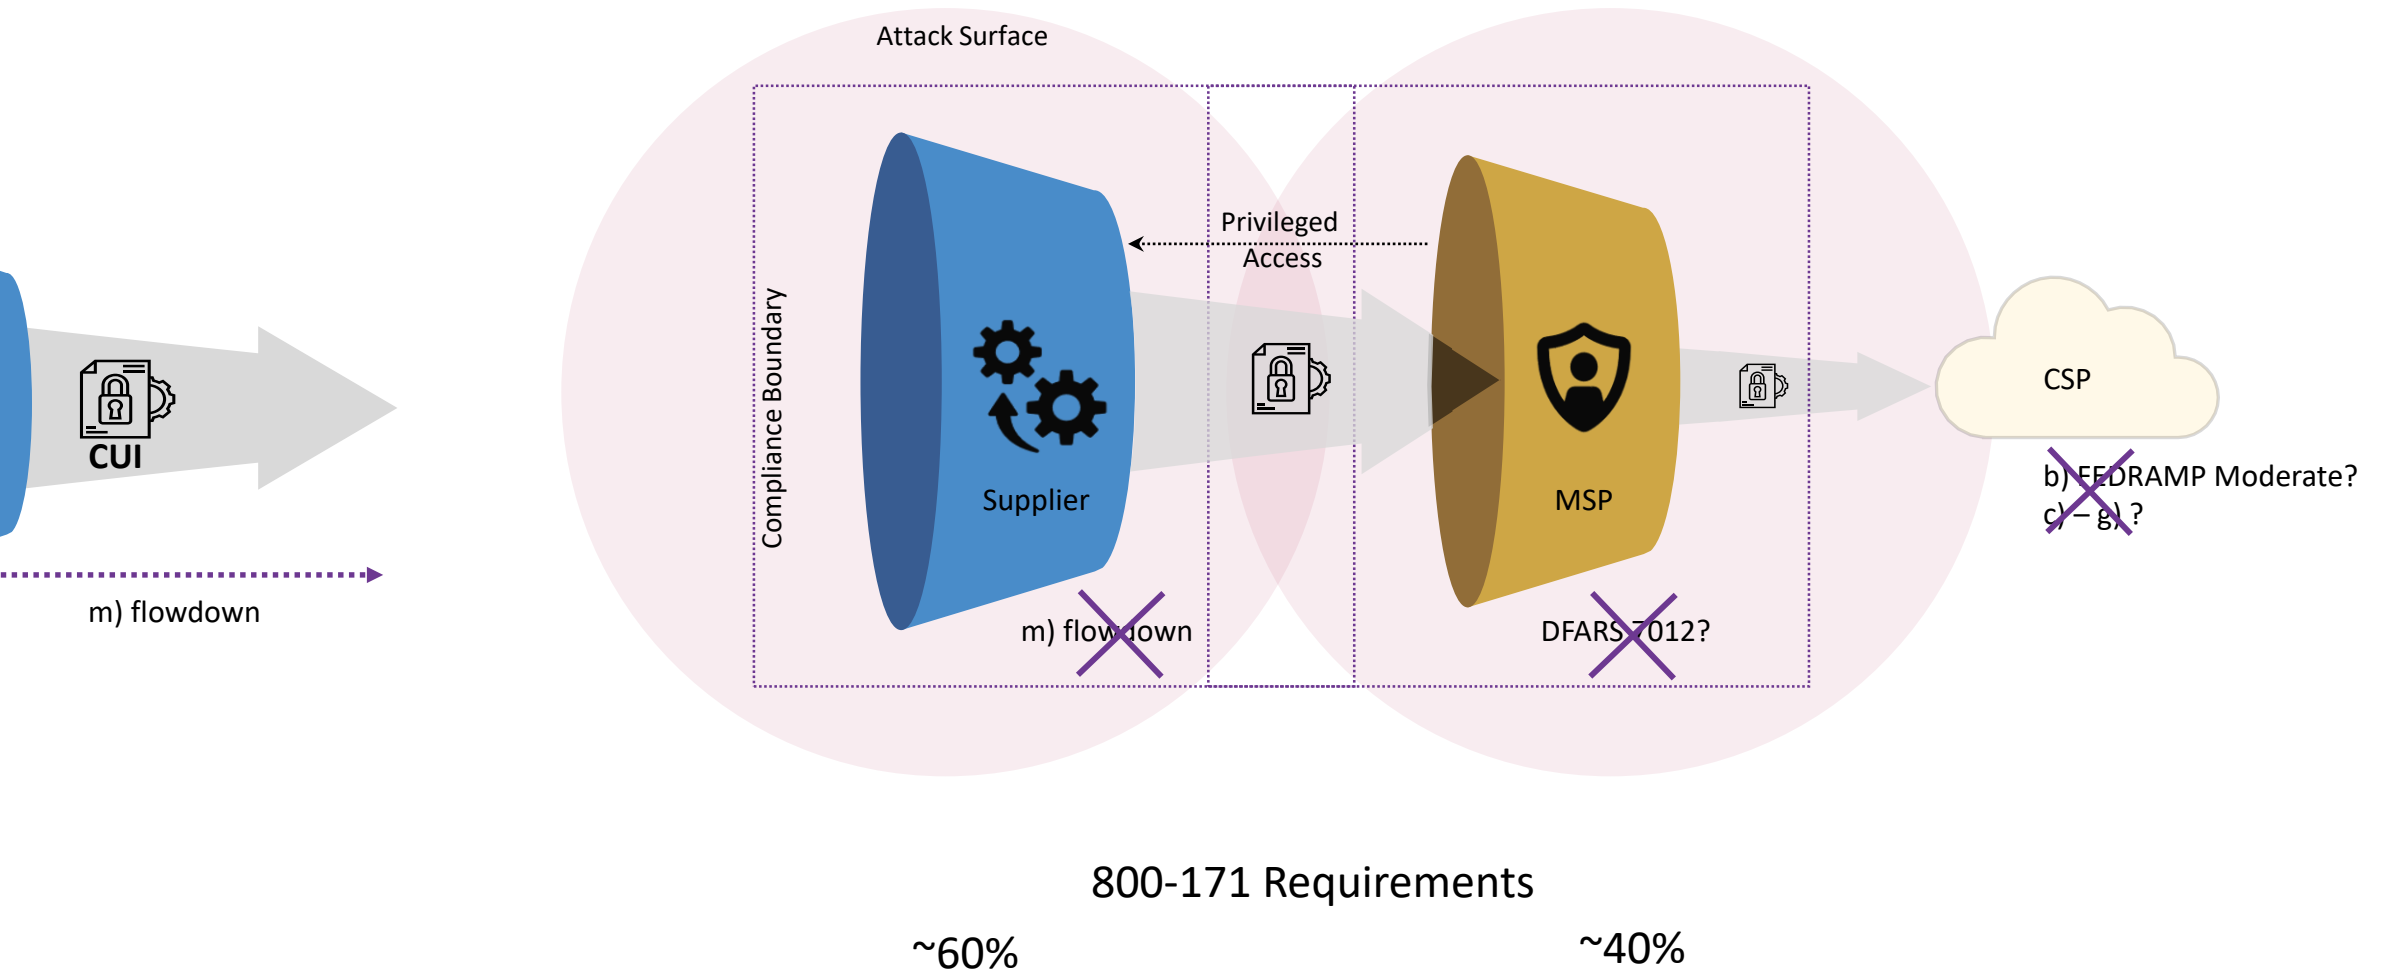 Attack Surface
Privileged
Access
Compliance Boundary
CUI
CSP
Supplier
MSP
b) FEDRAMP Moderate?
c) – g) ?
m) flowdown
m) flowdown
DFARS 7012?
800-171 Requirements
~60%
~40%